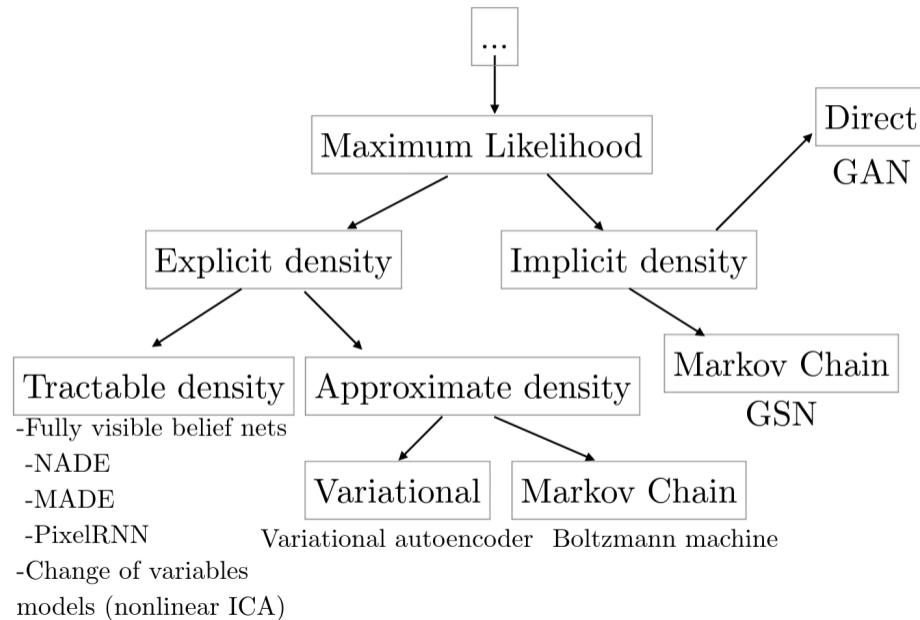 ...
Maximum Likelihood
Direct
GAN
Explicit density
Implicit density
Tractable density
-Fully visible belief nets
-NADE
-MADE
-PixelRNN
-Change of variables
models (nonlinear ICA)
Approximate density
Variational
Variational autoencoder
Markov Chain
Boltzmann machine
Markov Chain
GSN